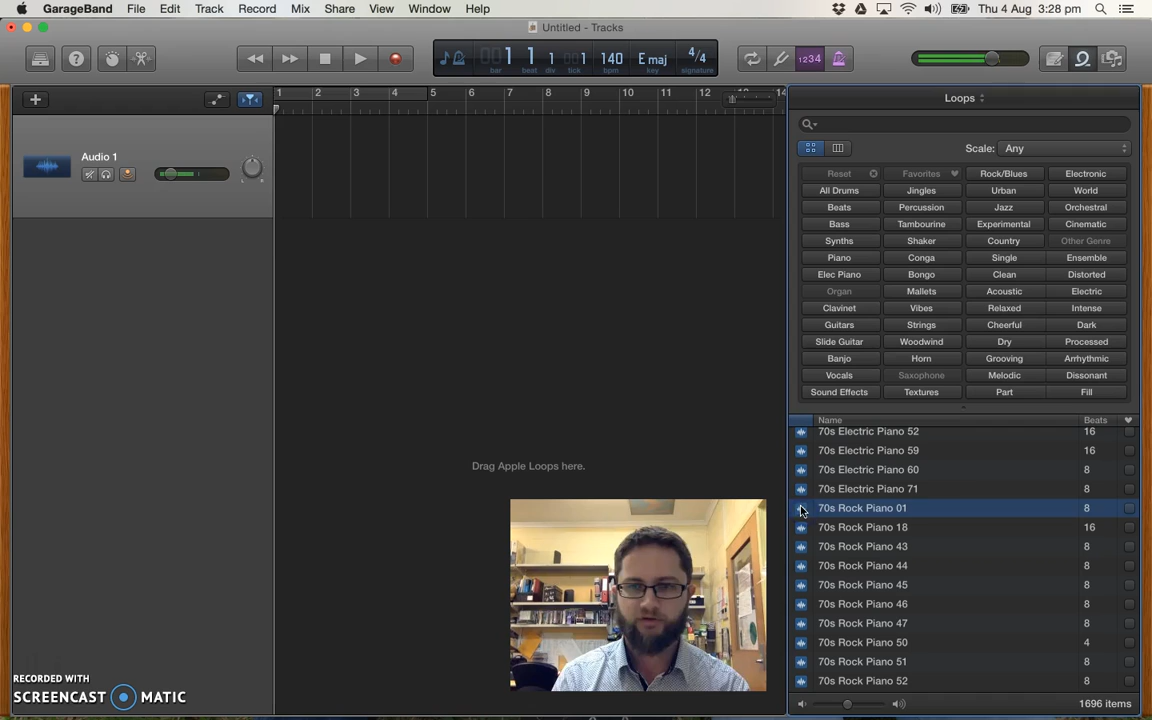 GarageBand File Edit Track Record Mix Share View Window Help Thu 4 Aug 3:28 pm
Untitled - Tracks
1 1 1 1 140 E maj 4/4 1234
bar beat div tick bpm key signature
1 2 3 4 5 6 7 8 9 10 11 12 13 14
Audio 1
Drag Apple Loops here.
RECORDED WITH
SCREENCAST MATIC
Loops
Scale: Any
Reset Favorites Rock/Blues Electronic
All Drums Jingles Urban World
Beats Percussion Jazz Orchestral
Bass Tambourine Experimental Cinematic
Synths Shaker Country Other Genre
Piano Conga Single Ensemble
Elec Piano Bongo Clean Distorted
Organ Mallets Acoustic Electric
Clavinet Vibes Relaxed Intense
Guitars Strings Cheerful Dark
Slide Guitar Woodwind Dry Processed
Banjo Horn Grooving Arrhythmic
Vocals Saxophone Melodic Dissonant
Sound Effects Textures Part Fill
Name Beats
70s Electric Piano 52 16
70s Electric Piano 59 16
70s Electric Piano 60 8
70s Electric Piano 71 8
70s Rock Piano 01 8
70s Rock Piano 18 16
70s Rock Piano 43 8
70s Rock Piano 44 8
70s Rock Piano 45 8
70s Rock Piano 46 8
70s Rock Piano 47 8
70s Rock Piano 50 4
70s Rock Piano 51 8
70s Rock Piano 52 8
1696 items